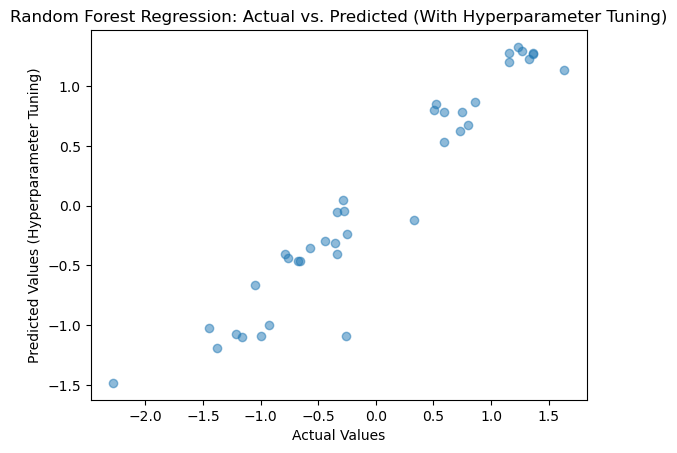 Random Forest Regression: Actual vs. Predicted (With Hyperparameter Tuning)
Predicted Values (Hyperparameter Tuning)
1.0
0.5
0.0
−0.5
−1.0
−1.5
−2.0 −1.5 −1.0 −0.5 0.0 0.5 1.0 1.5
Actual Values